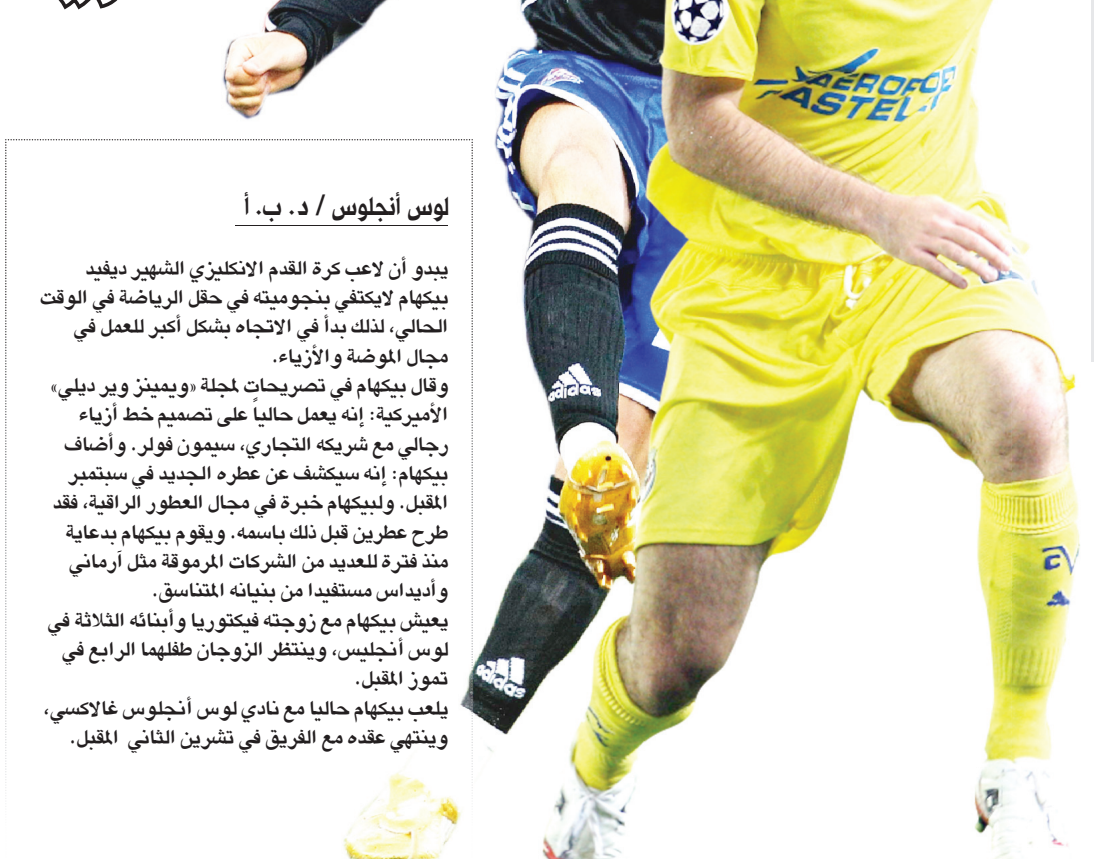 لوس أنجلوس / د. ب. أ
يبدو أن لاعب كرة القدم الانكليزي الشهير ديفيد
بيكهام لايكتفي بنجوميته في حقل الرياضة في الوقت
الحالي، لذلك بدأ في الاتجاه بشكل أكبر للعمل في
مجال الموضة والأزياء.
وقال بيكهام في تصريحات لمجلة «ويمينز وير ديلي»
الأميركية: إنه يعمل حالياً على تصميم خط أزياء
رجالي مع شريكه التجاري، سيمون فولر. وأضاف
بيكهام: إنه سيكشف عن عطره الجديد في سبتمبر
المقبل. ولبيكهام خبرة في مجال العطور الراقية، فقد
طرح عطرين قبل ذلك باسمه. ويقوم بيكهام بدعاية
منذ فترة للعديد من الشركات المرموقة مثل آرماني
وأديداس مستفيدا من بنيانه المتناسق.
يعيش بيكهام مع زوجته فيكتوريا وأبنائه الثلاثة في
لوس أنجليس، وينتظر الزوجان طفلهما الرابع في
تموز المقبل.
يلعب بيكهام حاليا مع نادي لوس أنجلوس غالاكسي،
وينتهي عقده مع الفريق في تشرين الثاني المقبل.
adidas
adidas